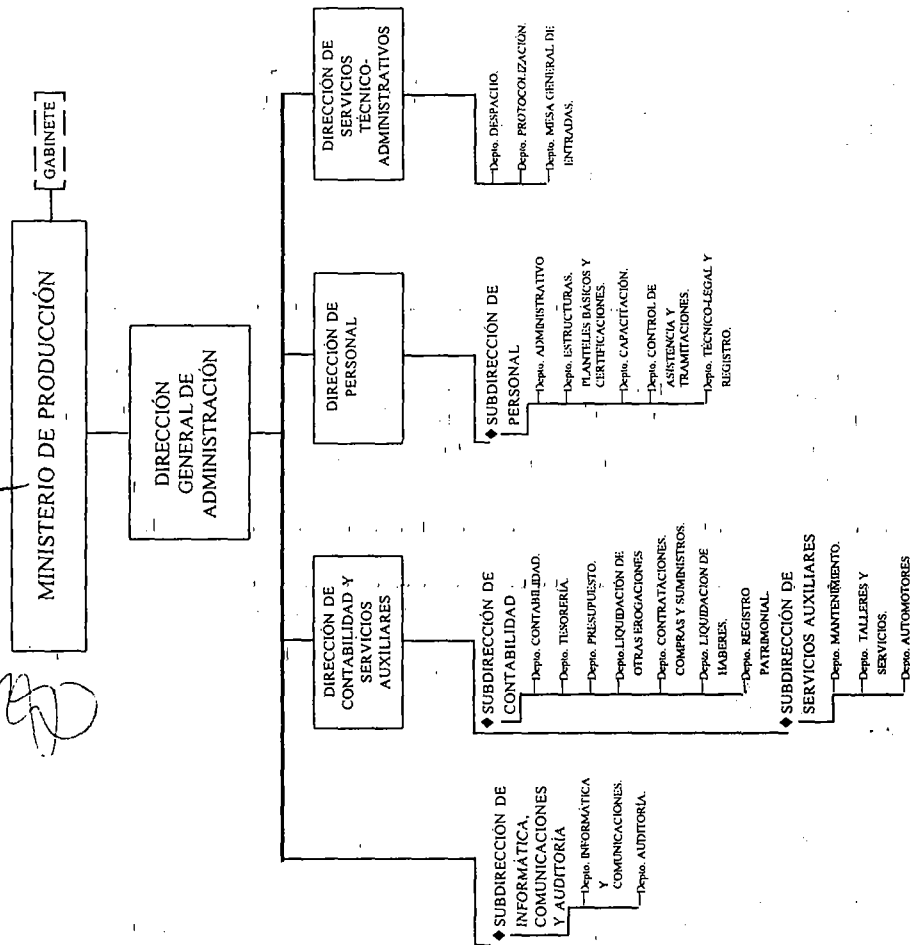 MINISTERIO DE PRODUCCIÓN
GABINETE
DIRECCIÓN
GENERAL DE
ADMINISTRACIÓN
DIRECCIÓN DE
CONTABILIDAD Y
SERVICIOS
AUXILIARES
DIRECCIÓN DE
PERSONAL
DIRECCIÓN DE
SERVICIOS
TÉCNICO-
ADMINISTRATIVOS
◆ SUBDIRECCIÓN DE
INFORMÁTICA,
COMUNICACIONES
Y AUDITORÍA
Depto. INFORMÁTICA
Y
COMUNICACIONES.
Depto. AUDITORÍA.
◆ SUBDIRECCIÓN DE
CONTABILIDAD
Depto. CONTABILIDAD.
Depto. TESORERÍA.
Depto. PRESUPUESTO.
Depto. LIQUIDACIÓN DE
OTRAS EROGACIONES
Depto. CONTRATACIONES.
COMPRAS Y SUMINISTROS.
Depto. LIQUIDACION DE
HABERES.
Depto. REGISTRO
PATRIMONIAL.
◆ SUBDIRECCIÓN DE
SERVICIOS AUXILIARES
Depto. MANTENIMIENTO.
Depto. TALLERES Y
SERVICIOS.
Depto. AUTOMOTORES
◆ SUBDIRECCIÓN DE
PERSONAL
Depto. ADMINISTRATIVO
Depto. ESTRUCTURAS.
PLANTELES BÁSICOS Y
CERTIFICACIONES.
Depto. CAPACITACIÓN.
Depto. CONTROL DE
ASISTENCIA Y
TRAMITACIONES.
Depto. TÉCNICO-LEGAL Y
REGISTRO.
Depto. DESPACHO.
Depto. PROTOCOLIZACIÓN.
Depto. MESA GENERAL DE
ENTRADAS.